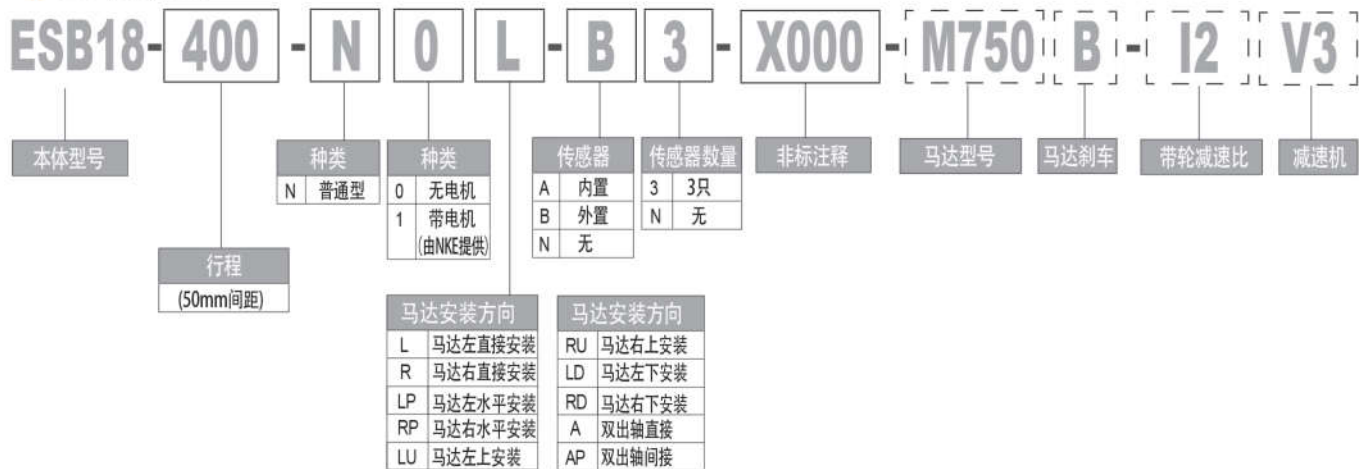 ESB18-400-N0L-B3-X000-M750B-I2V3
本体型号
行程
(50mm间距)
种类
N 普通型
种类
0 无电机
1 带电机
(由NKE提供)
传感器
A 内置
B 外置
N 无
传感器数量
3 3只
N 无
非标注释
马达型号
马达刹车
带轮减速比
减速机
马达安装方向
L 马达左直接安装
R 马达右直接安装
LP 马达左水平安装
RP 马达右水平安装
LU 马达左上安装
马达安装方向
RU 马达右上安装
LD 马达左下安装
RD 马达右下安装
A 双出轴直接
AP 双出轴间接